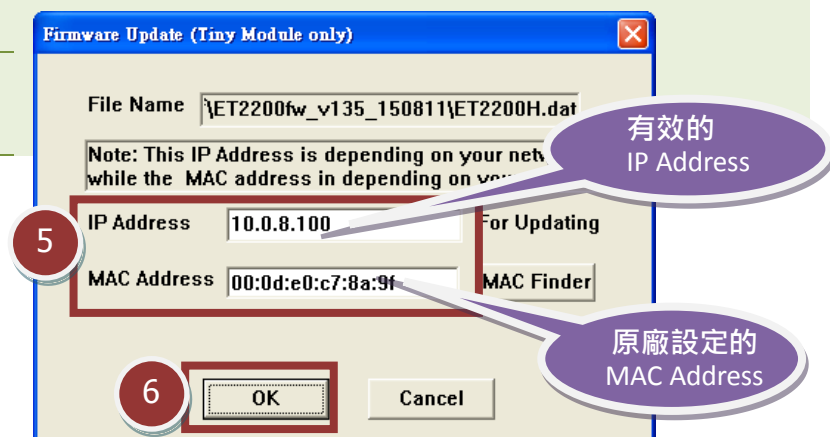 Firmware Update (Tiny Module only)
File Name \ET2200fw_v135_150811\ET2200H.dat
Note: This IP Address is depending on your
while the MAC address in depending on
有效的
IP Address
5
IP Address 10.0.8.100 For Updating
MAC Address 00:0d:e0:c7:8a:9f MAC Finder
原廠設定的
MAC Address
6
OK Cancel